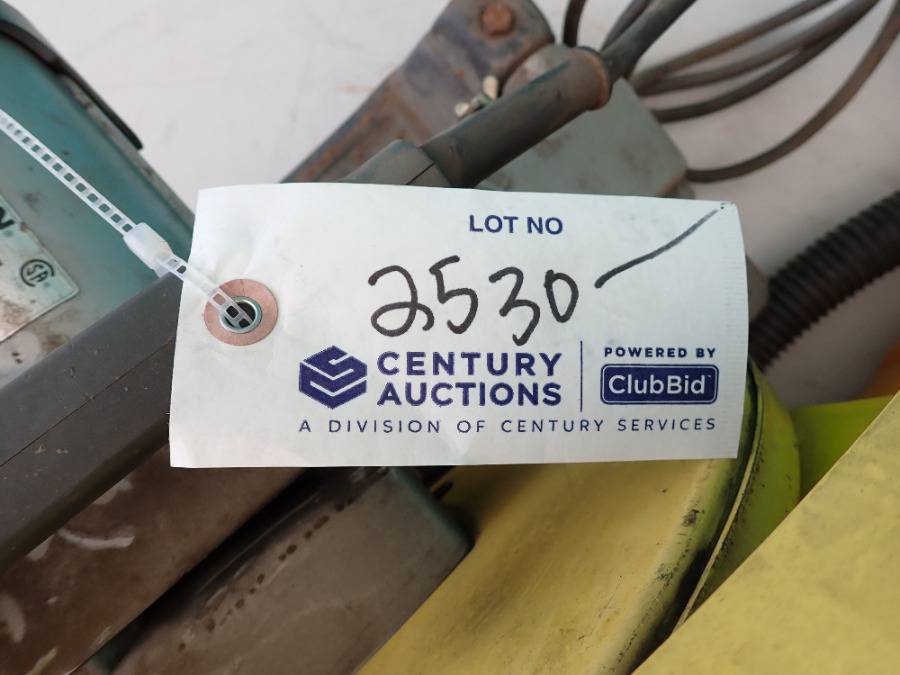 LOT NO
2530
CENTURY
AUCTIONS
A DIVISION OF CENTURY SERVICES
POWERED BY
ClubBid